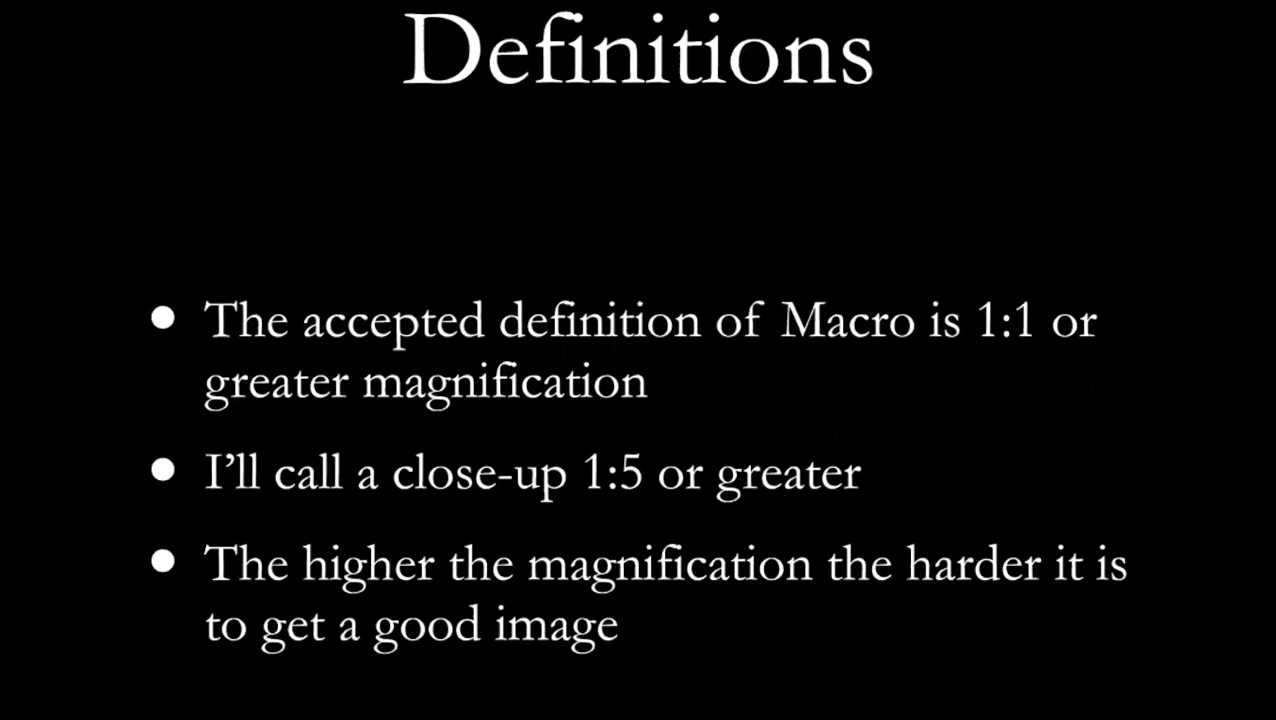 Definitions
• The accepted definition of Macro is 1:1 or
greater magnification
• I’ll call a close-up 1:5 or greater
• The higher the magnification the harder it is
to get a good image